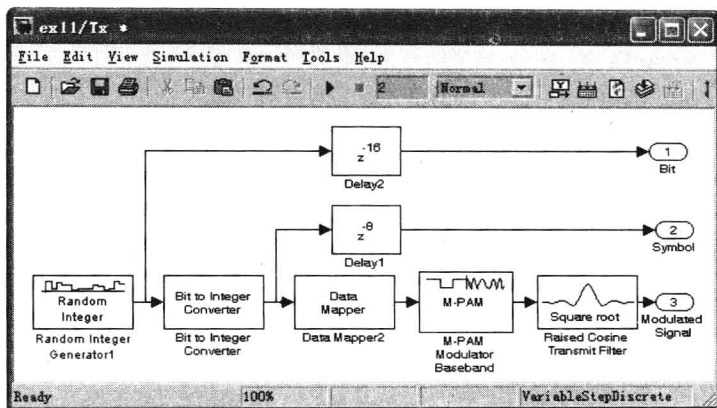 ex11/Tx *
File Edit View Simulation Format Tools Help
2 Normal
z -16
Delay2
1
Bit
z -8
Delay1
2
Symbol
Random
Integer
Random Integer
Generator1
Bit to Integer
Converter
Bit to Integer
Converter
Data
Mapper
Data Mapper2
M-PAM
M-PAM
Modulator
Baseband
Square root
Raised Cosine
Transmit Filter
3
Modulated
Signal
Ready 100% VariableStepDiscrete